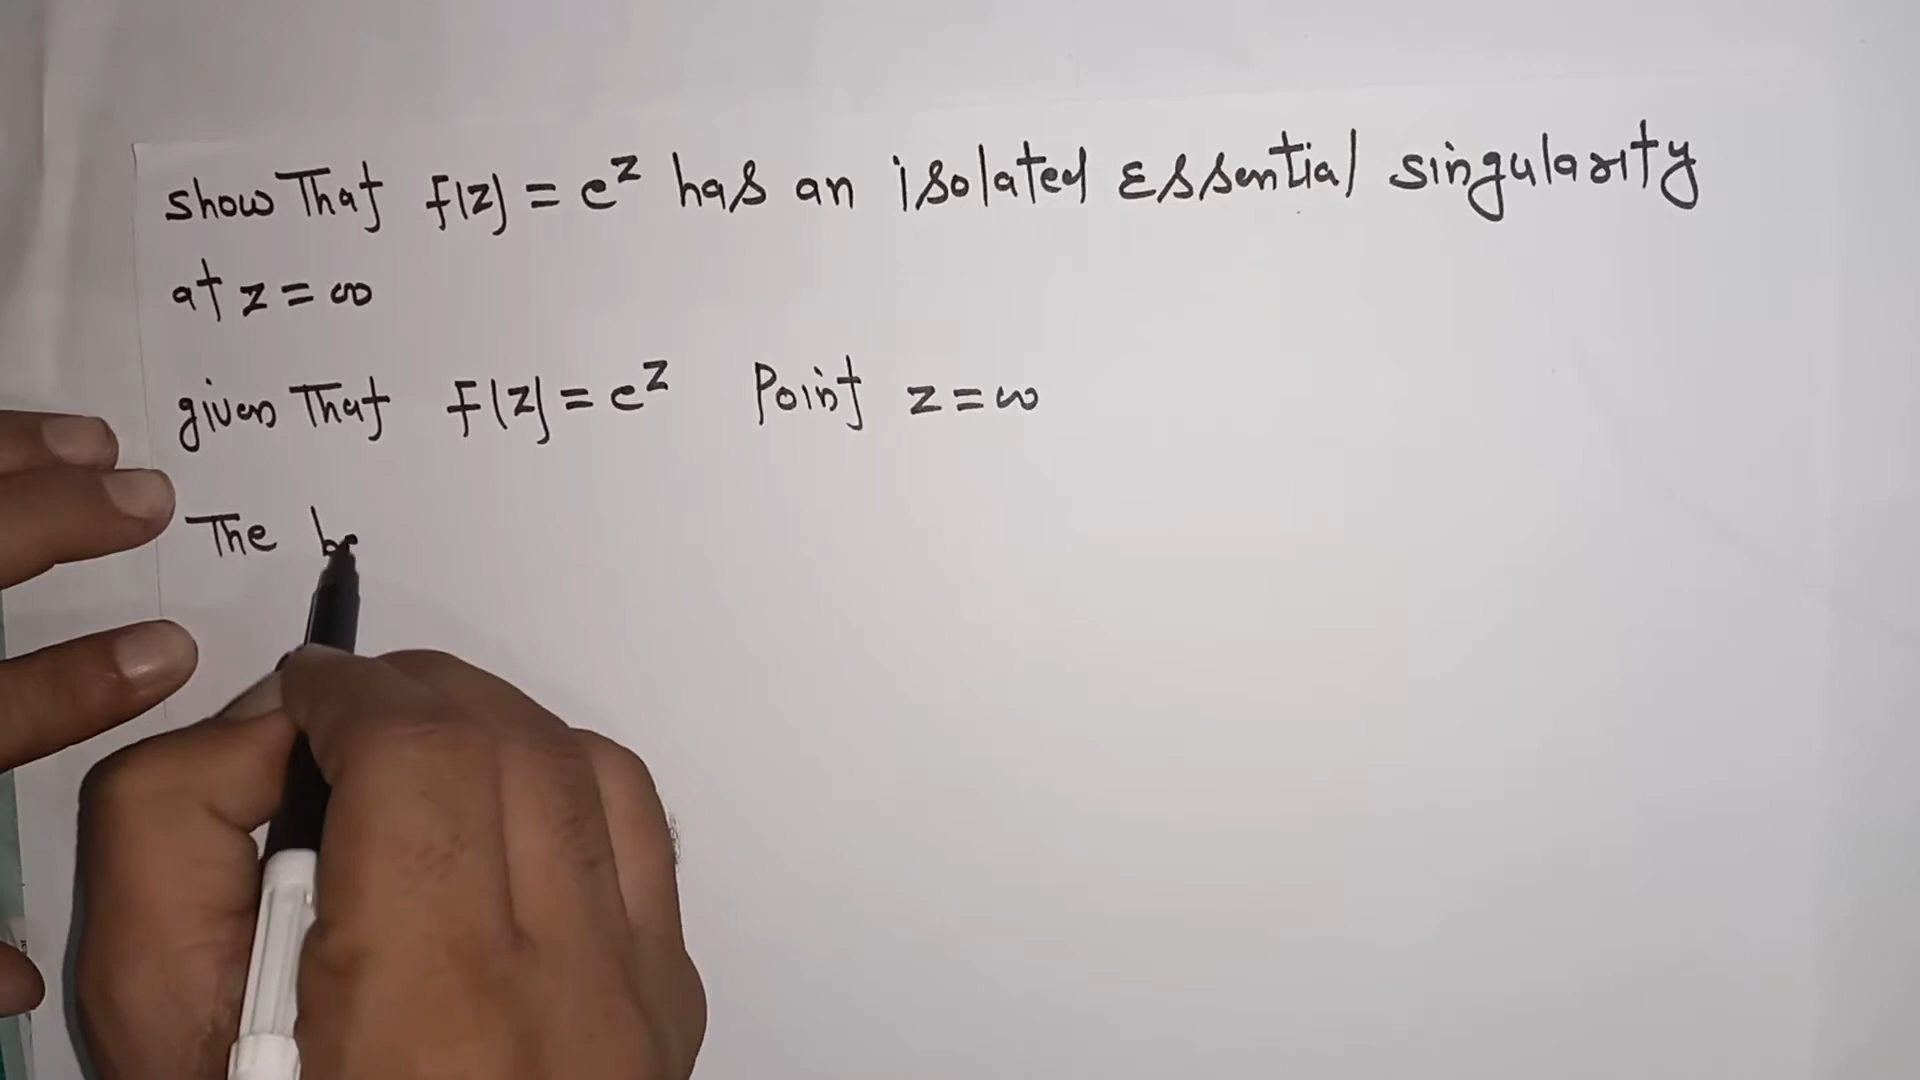 show That f(z) = e^z has an isolated Essential singularity
at z = ∞
given That f(z) = e^z Point z = ∞
The